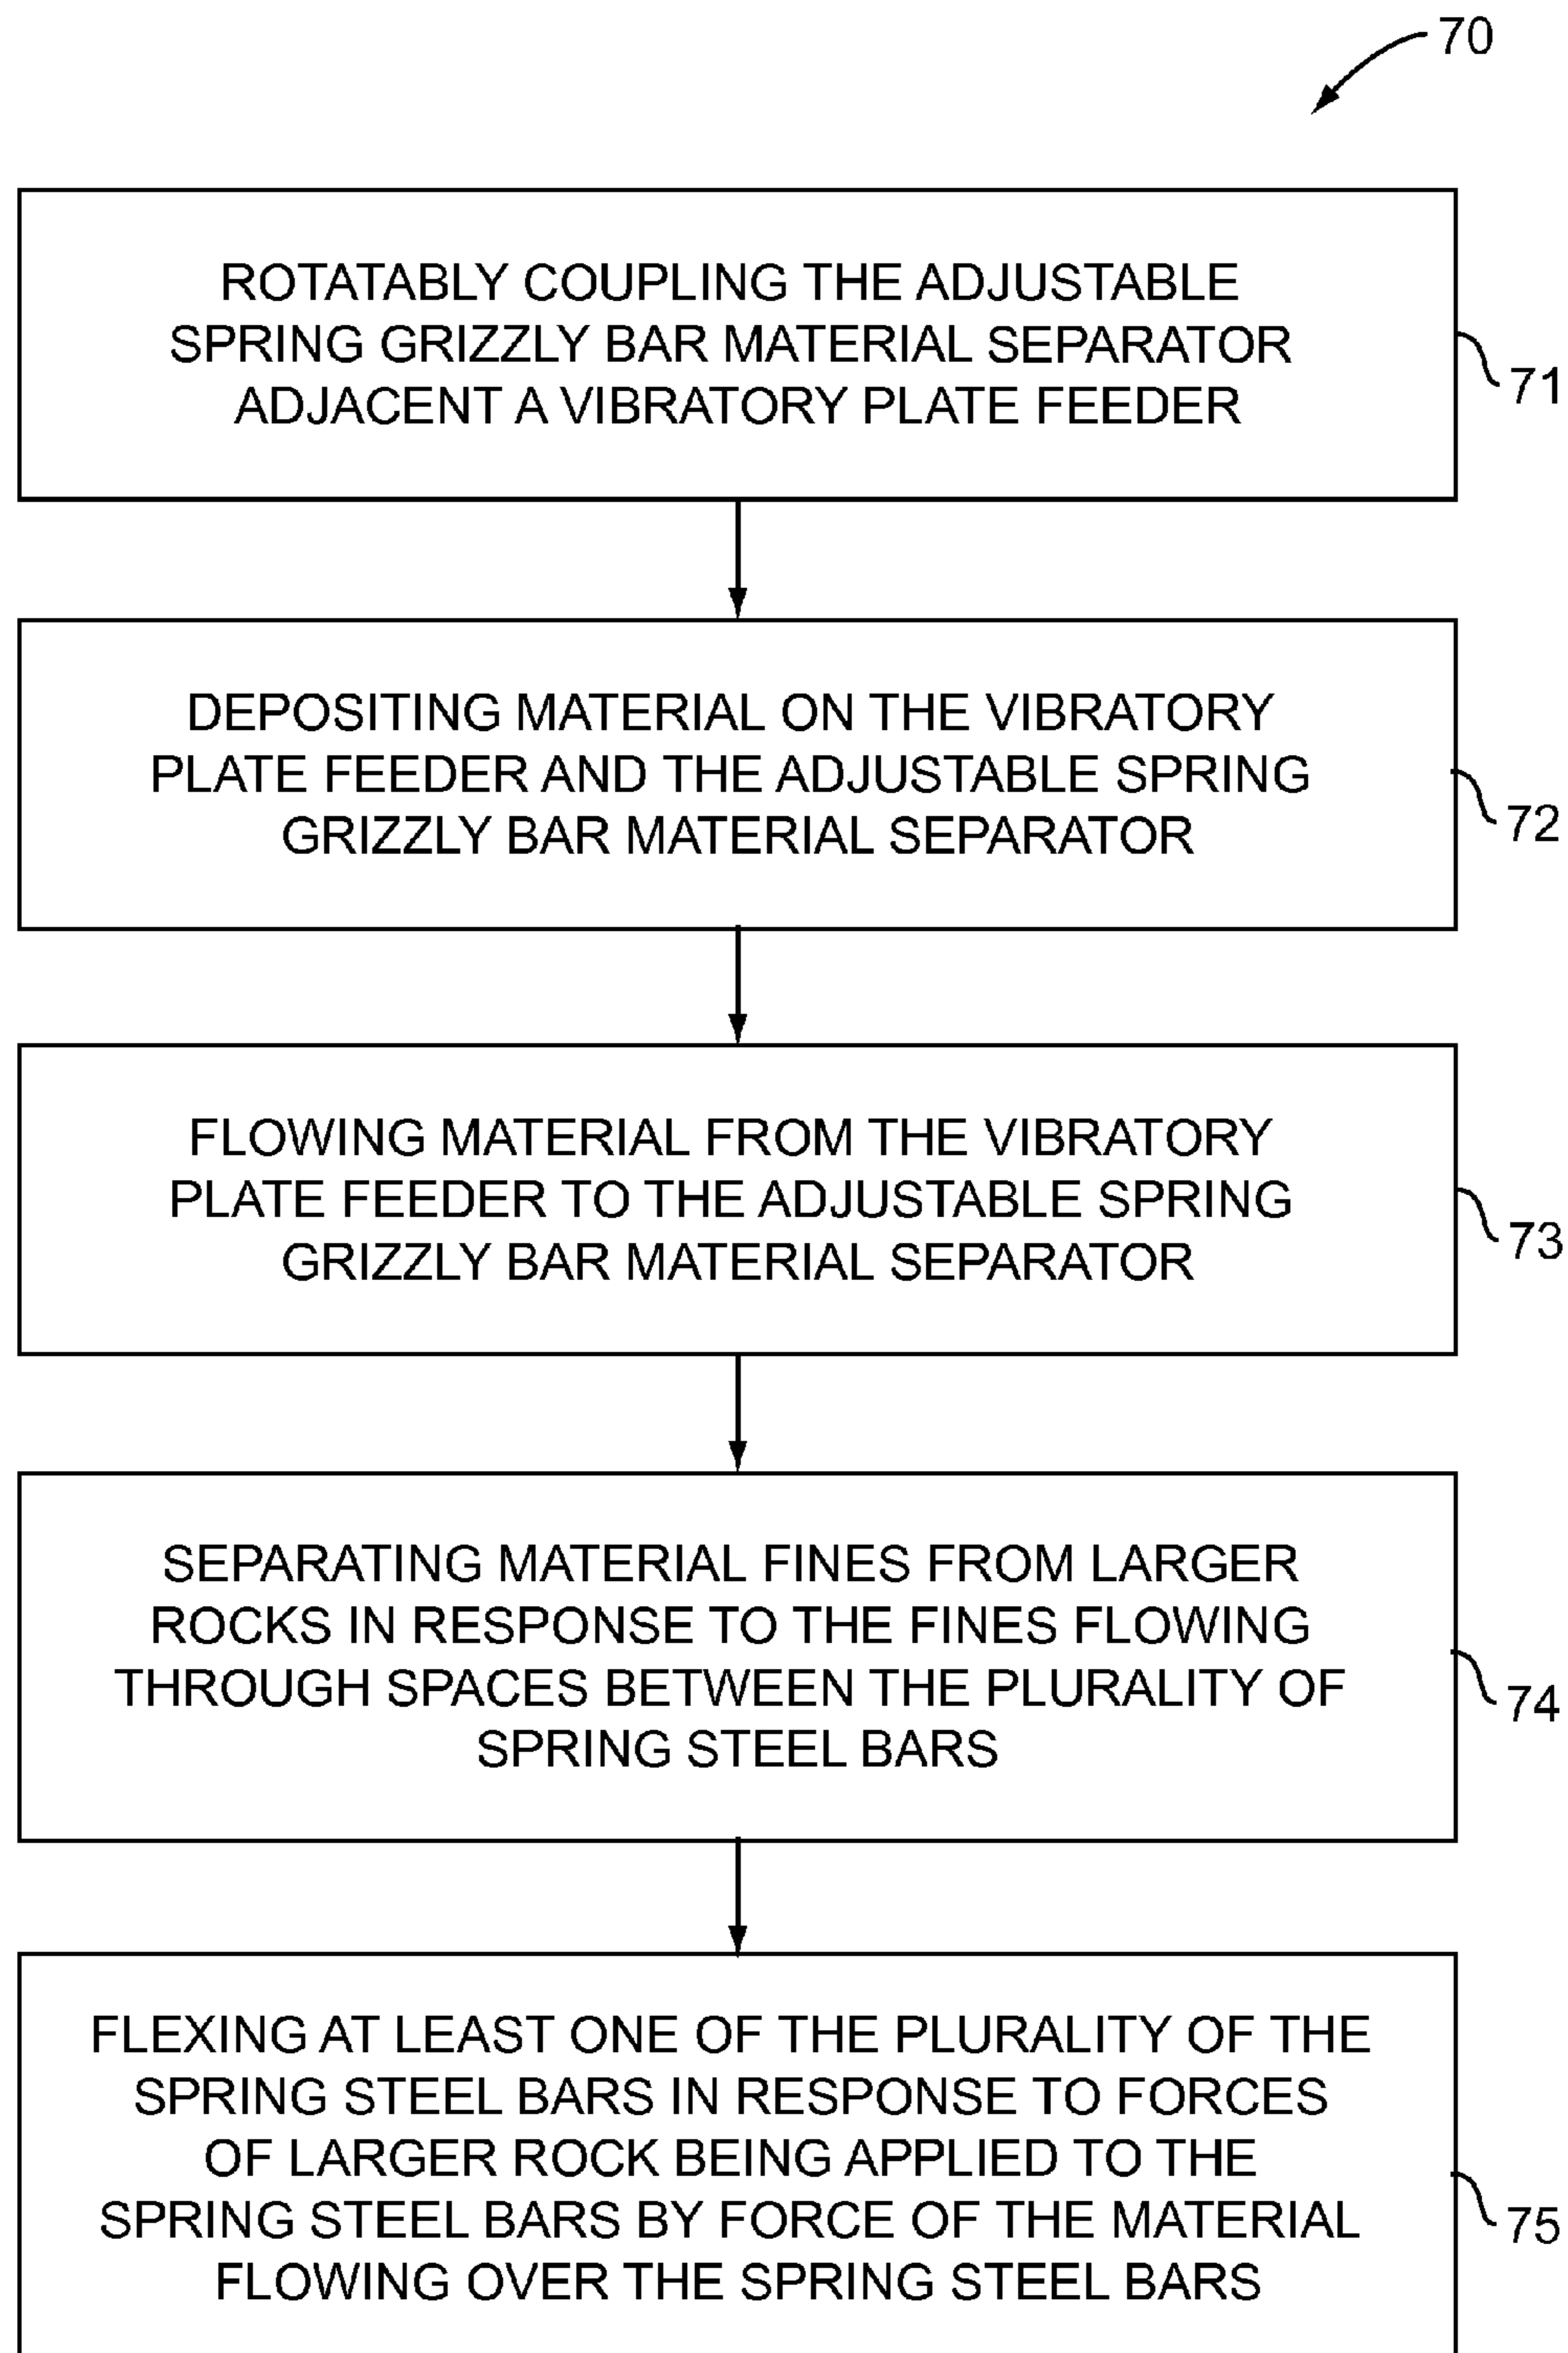 70
ROTATABLY COUPLING THE ADJUSTABLE
SPRING GRIZZLY BAR MATERIAL SEPARATOR
ADJACENT A VIBRATORY PLATE FEEDER
71
DEPOSITING MATERIAL ON THE VIBRATORY
PLATE FEEDER AND THE ADJUSTABLE SPRING
GRIZZLY BAR MATERIAL SEPARATOR
72
FLOWING MATERIAL FROM THE VIBRATORY
PLATE FEEDER TO THE ADJUSTABLE SPRING
GRIZZLY BAR MATERIAL SEPARATOR
73
SEPARATING MATERIAL FINES FROM LARGER
ROCKS IN RESPONSE TO THE FINES FLOWING
THROUGH SPACES BETWEEN THE PLURALITY OF
SPRING STEEL BARS
74
FLEXING AT LEAST ONE OF THE PLURALITY OF THE
SPRING STEEL BARS IN RESPONSE TO FORCES
OF LARGER ROCK BEING APPLIED TO THE
SPRING STEEL BARS BY FORCE OF THE MATERIAL
FLOWING OVER THE SPRING STEEL BARS
75